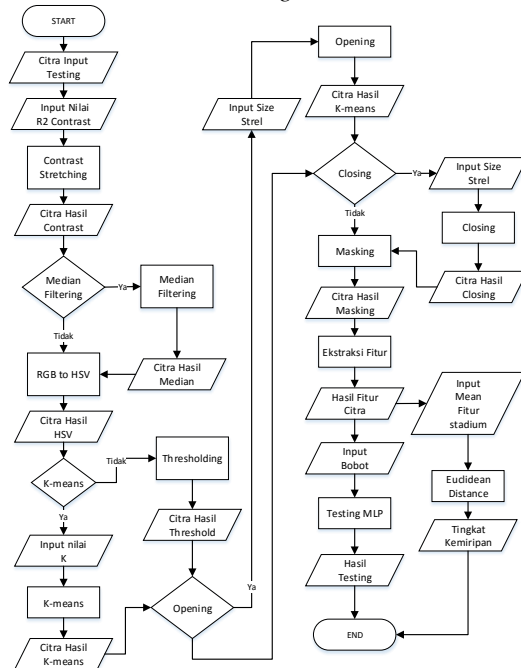 START
Citra Input
Testing
Input Nilai
R2 Contrast
Contrast
Stretching
Citra Hasil
Contrast
Median
Filtering
Ya
Median
Filtering
Tidak
Citra Hasil
Median
RGB to HSV
Citra Hasil
HSV
K-means
Tidak
Thresholding
Ya
Citra Hasil
Threshold
Input nilai
K
K-means
Citra Hasil
K-means
Opening
Ya
Input Size
Strel
Opening
Citra Hasil
K-means
Closing
Ya
Input Size
Strel
Closing
Citra Hasil
Closing
Tidak
Masking
Citra Hasil
Masking
Ekstraksi Fitur
Hasil Fitur
Citra
Input
Mean
Fitur
stadium
Input
Bobot
Euclidean
Distance
Testing MLP
Tingkat
Kemiripan
Hasil
Testing
END